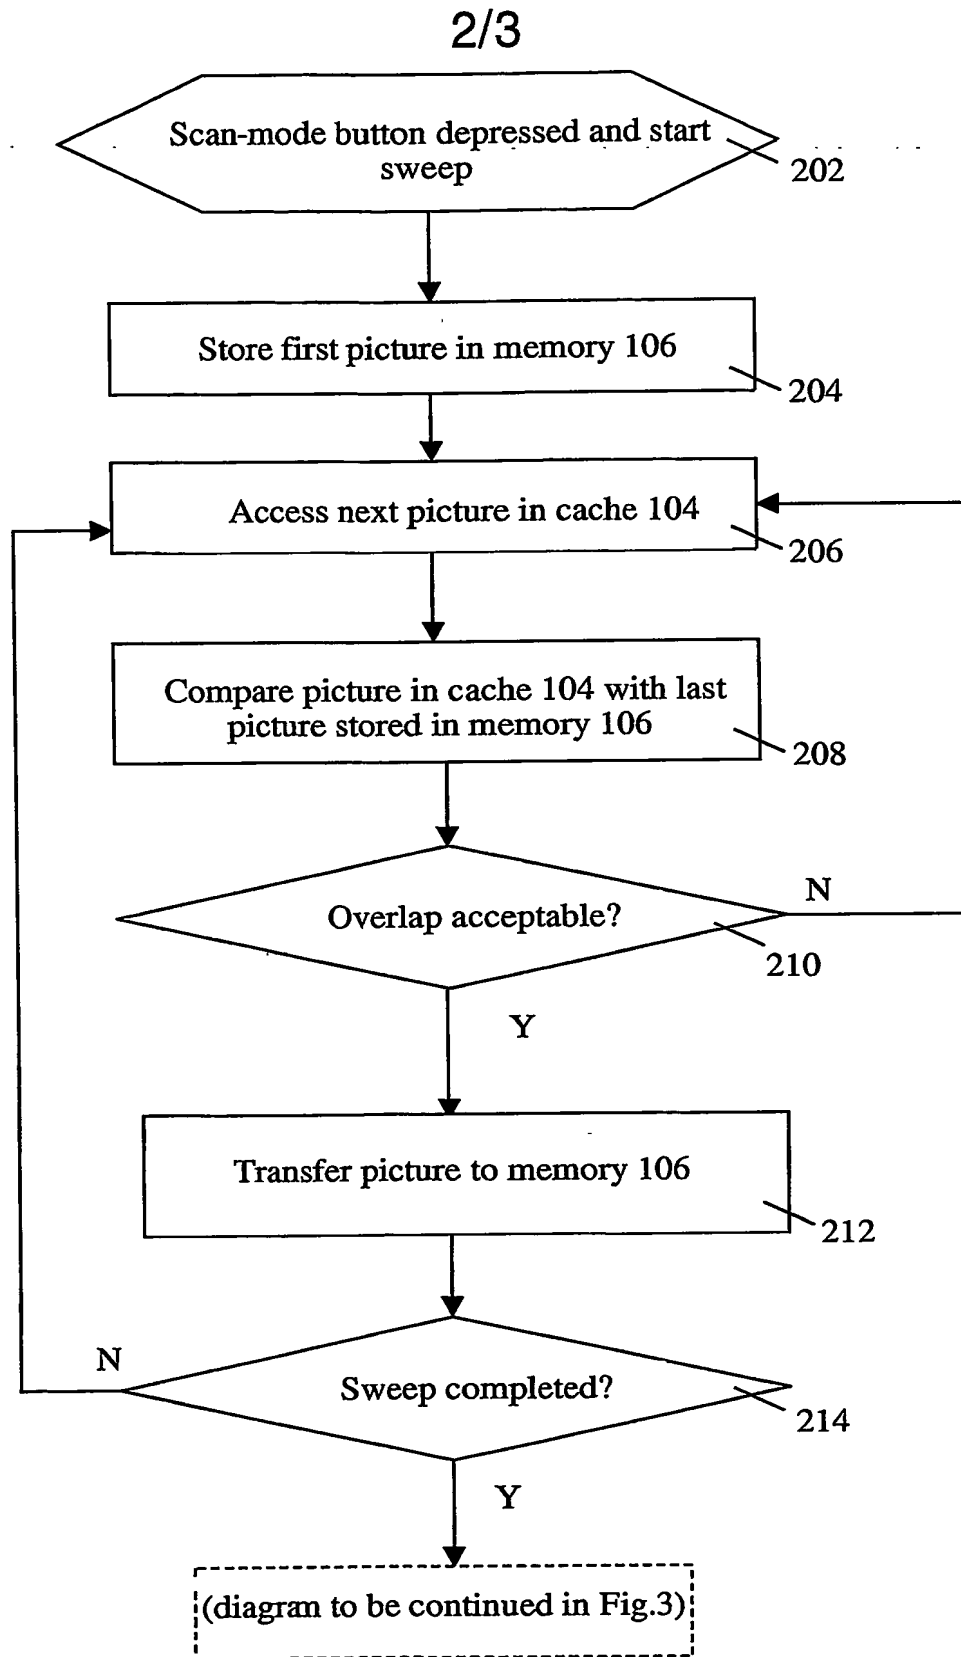 2/3
Scan-mode button depressed and start
sweep
202
Store first picture in memory 106
204
Access next picture in cache 104
206
Compare picture in cache 104 with last
picture stored in memory 106
208
Overlap acceptable?
N
210
Y
Transfer picture to memory 106
212
N
Sweep completed?
214
Y
(diagram to be continued in Fig.3)